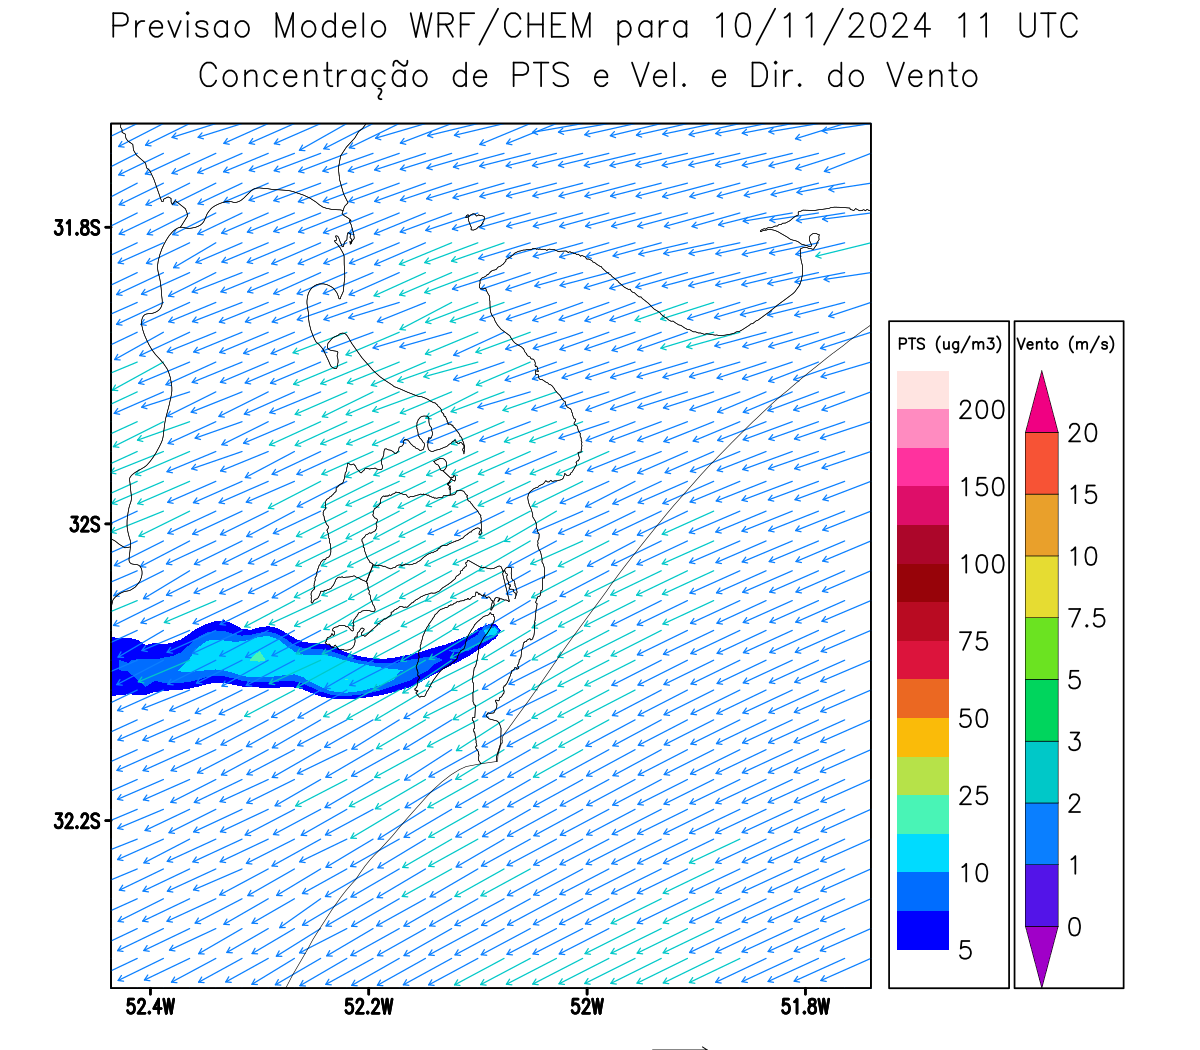 Previsao Modelo WRF/CHEM para 10/11/2024 11 UTC
Concentração de PTS e Vel. e Dir. do Vento
31.8S
32S
32.2S
52.4W
52.2W
52W
51.8W
PTS (ug/m3)
200
150
100
75
50
25
10
5
Vento (m/s)
20
15
10
7.5
5
3
2
1
0